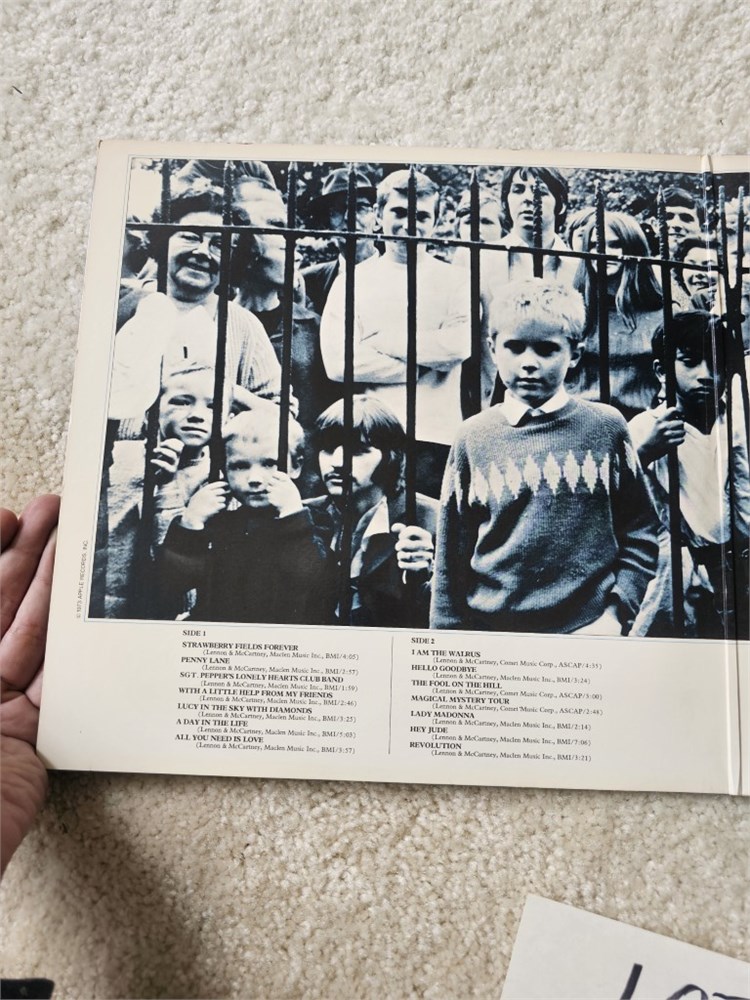 © 1973 APPLE RECORDS, INC.
SIDE 1
STRAWBERRY FIELDS FOREVER
(Lennon & McCartney, Maclen Music Inc., BMI/4:05)
PENNY LANE
(Lennon & McCartney, Maclen Music Inc., BMI/2:57)
SGT. PEPPER'S LONELY HEARTS CLUB BAND
(Lennon & McCartney, Maclen Music Inc., BMI/1:59)
WITH A LITTLE HELP FROM MY FRIENDS
(Lennon & McCartney, Maclen Music Inc., BMI/2:46)
LUCY IN THE SKY WITH DIAMONDS
(Lennon & McCartney, Maclen Music Inc., BMI/3:25)
A DAY IN THE LIFE
(Lennon & McCartney, Maclen Music Inc., BMI/5:03)
ALL YOU NEED IS LOVE
(Lennon & McCartney, Maclen Music Inc., BMI/3:57)
SIDE 2
I AM THE WALRUS
(Lennon & McCartney, Comet Music Corp., ASCAP/4:35)
HELLO GOODBYE
(Lennon & McCartney, Maclen Music Inc., BMI/3:24)
THE FOOL ON THE HILL
(Lennon & McCartney, Comet Music Corp., ASCAP/3:00)
MAGICAL MYSTERY TOUR
(Lennon & McCartney, Comet Music Corp., ASCAP/2:48)
LADY MADONNA
(Lennon & McCartney, Maclen Music Inc., BMI/2:14)
HEY JUDE
(Lennon & McCartney, Maclen Music Inc., BMI/7:06)
REVOLUTION
(Lennon & McCartney, Maclen Music Inc., BMI/3:21)